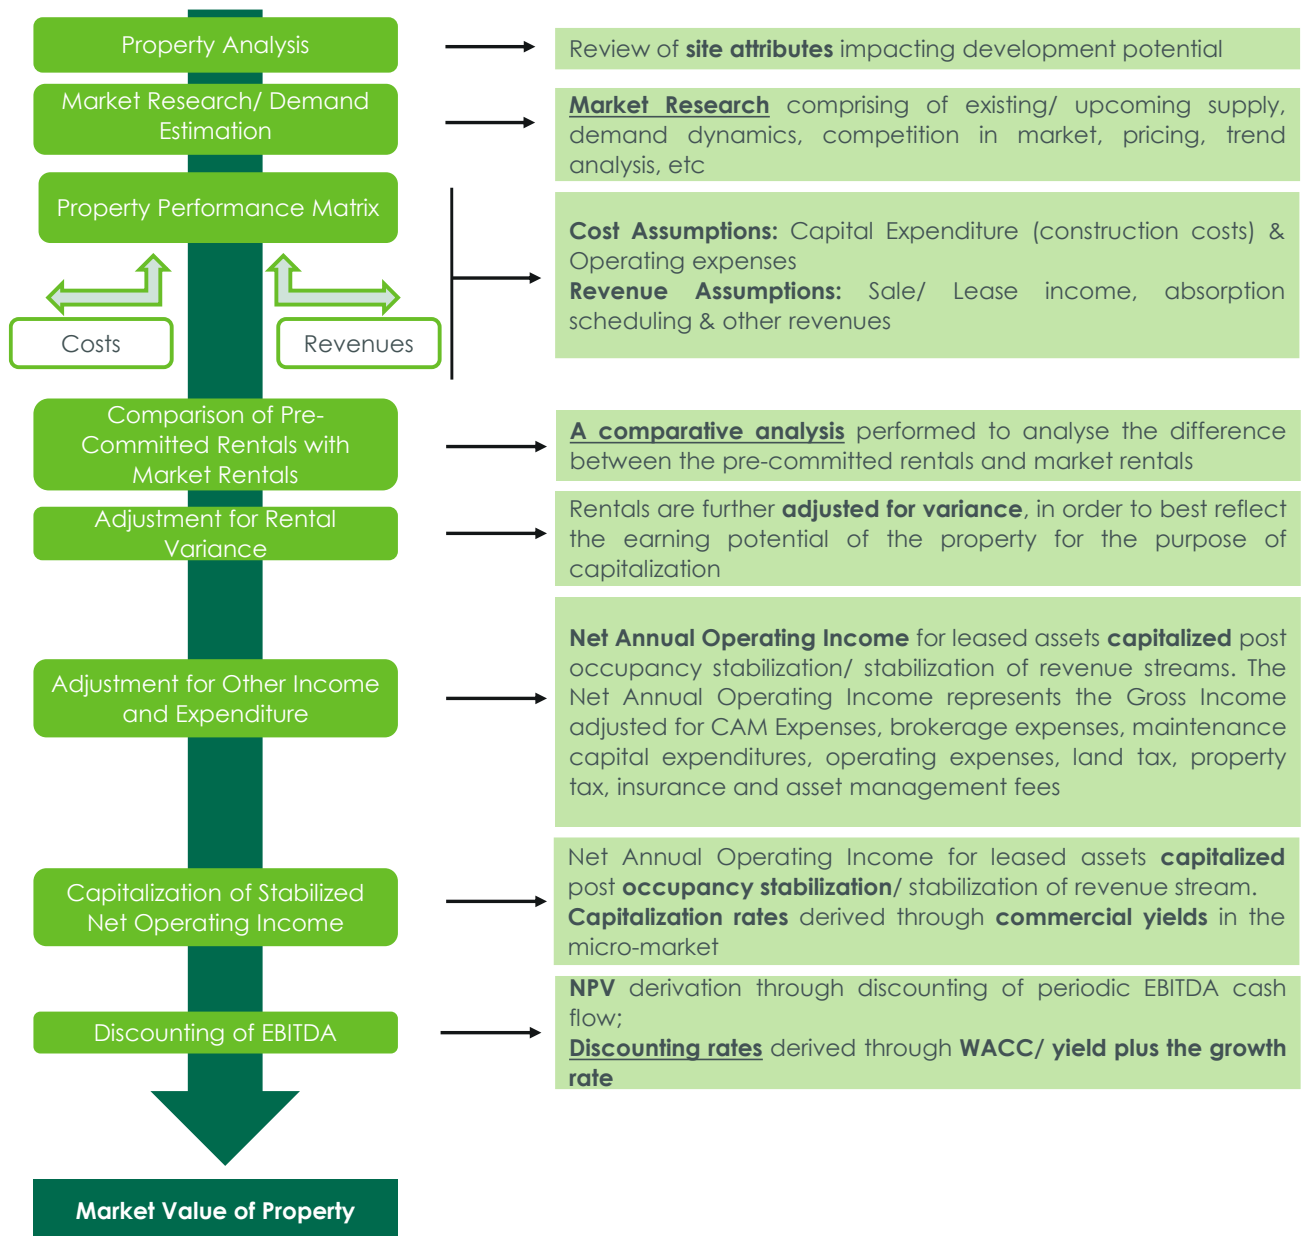 Property Analysis
Review of site attributes impacting development potential
Market Research/ Demand
Estimation
Market Research comprising of existing/ upcoming supply,
demand dynamics, competition in market, pricing, trend
analysis, etc
Property Performance Matrix
Costs
Revenues
Cost Assumptions: Capital Expenditure (construction costs) &
Operating expenses
Revenue Assumptions: Sale/ Lease income, absorption
scheduling & other revenues
Comparison of Pre-
Committed Rentals with
Market Rentals
A comparative analysis performed to analyse the difference
between the pre-committed rentals and market rentals
Adjustment for Rental
Variance
Rentals are further adjusted for variance, in order to best reflect
the earning potential of the property for the purpose of
capitalization
Adjustment for Other Income
and Expenditure
Net Annual Operating Income for leased assets capitalized post
occupancy stabilization/ stabilization of revenue streams. The
Net Annual Operating Income represents the Gross Income
adjusted for CAM Expenses, brokerage expenses, maintenance
capital expenditures, operating expenses, land tax, property
tax, insurance and asset management fees
Capitalization of Stabilized
Net Operating Income
Net Annual Operating Income for leased assets capitalized
post occupancy stabilization/ stabilization of revenue stream.
Capitalization rates derived through commercial yields in the
micro-market
Discounting of EBITDA
NPV derivation through discounting of periodic EBITDA cash
flow;
Discounting rates derived through WACC/ yield plus the growth
rate
Market Value of Property